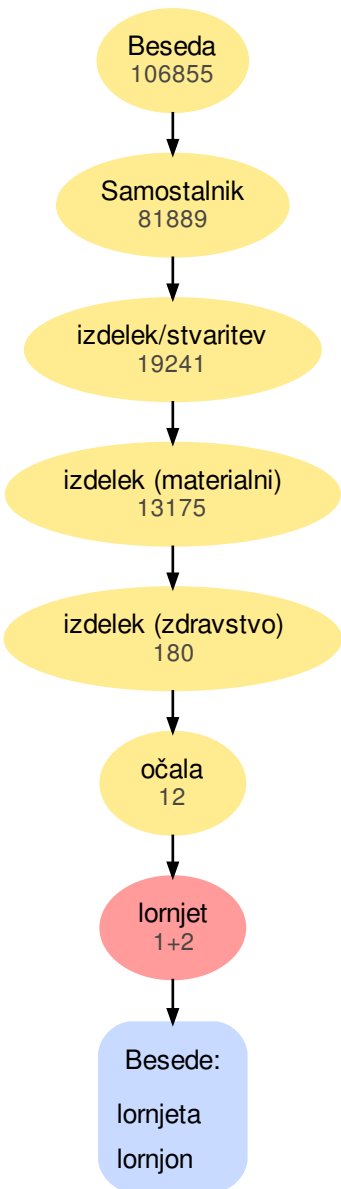 Beseda
106855
Samostalnik
81889
izdelek/stvaritev
19241
izdelek (materialni)
13175
izdelek (zdravstvo)
180
očala
12
lornjet
1+2
Besede:
lornjeta
lornjon